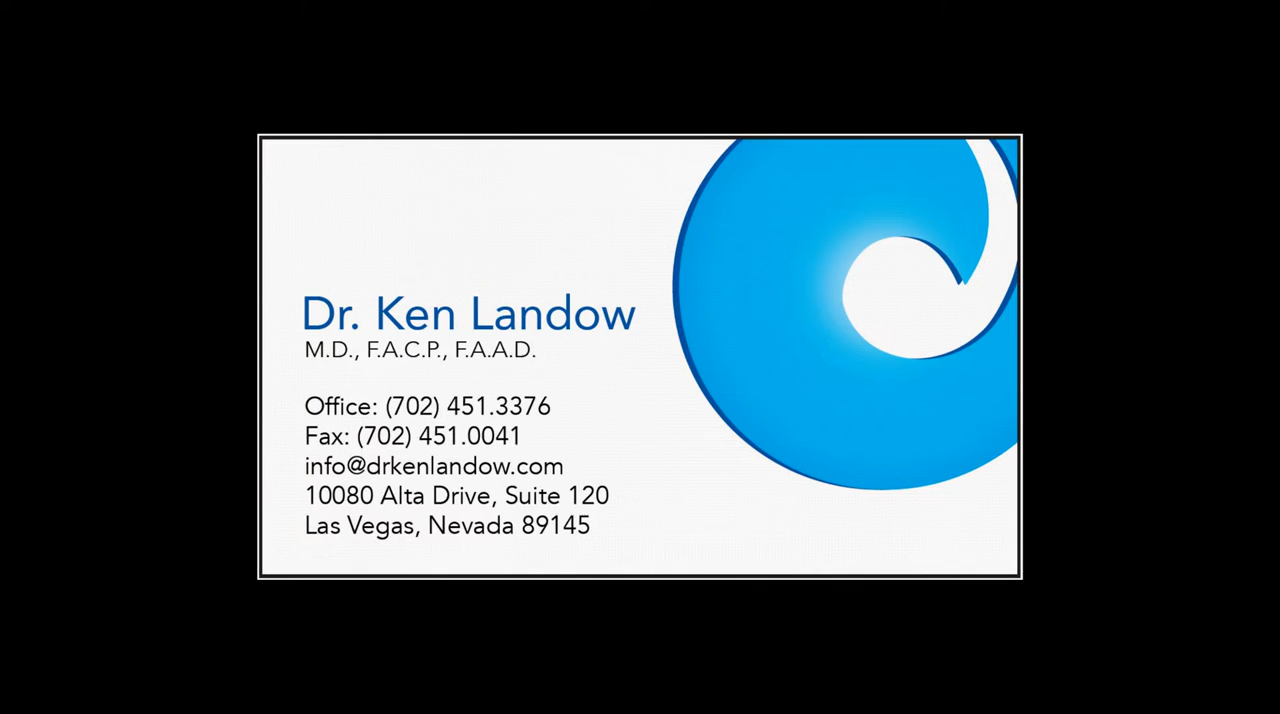 Dr. Ken Landow
M.D., F.A.C.P., F.A.A.D.
Office: (702) 451.3376
Fax: (702) 451.0041
info@drkenlandow.com
10080 Alta Drive, Suite 120
Las Vegas, Nevada 89145